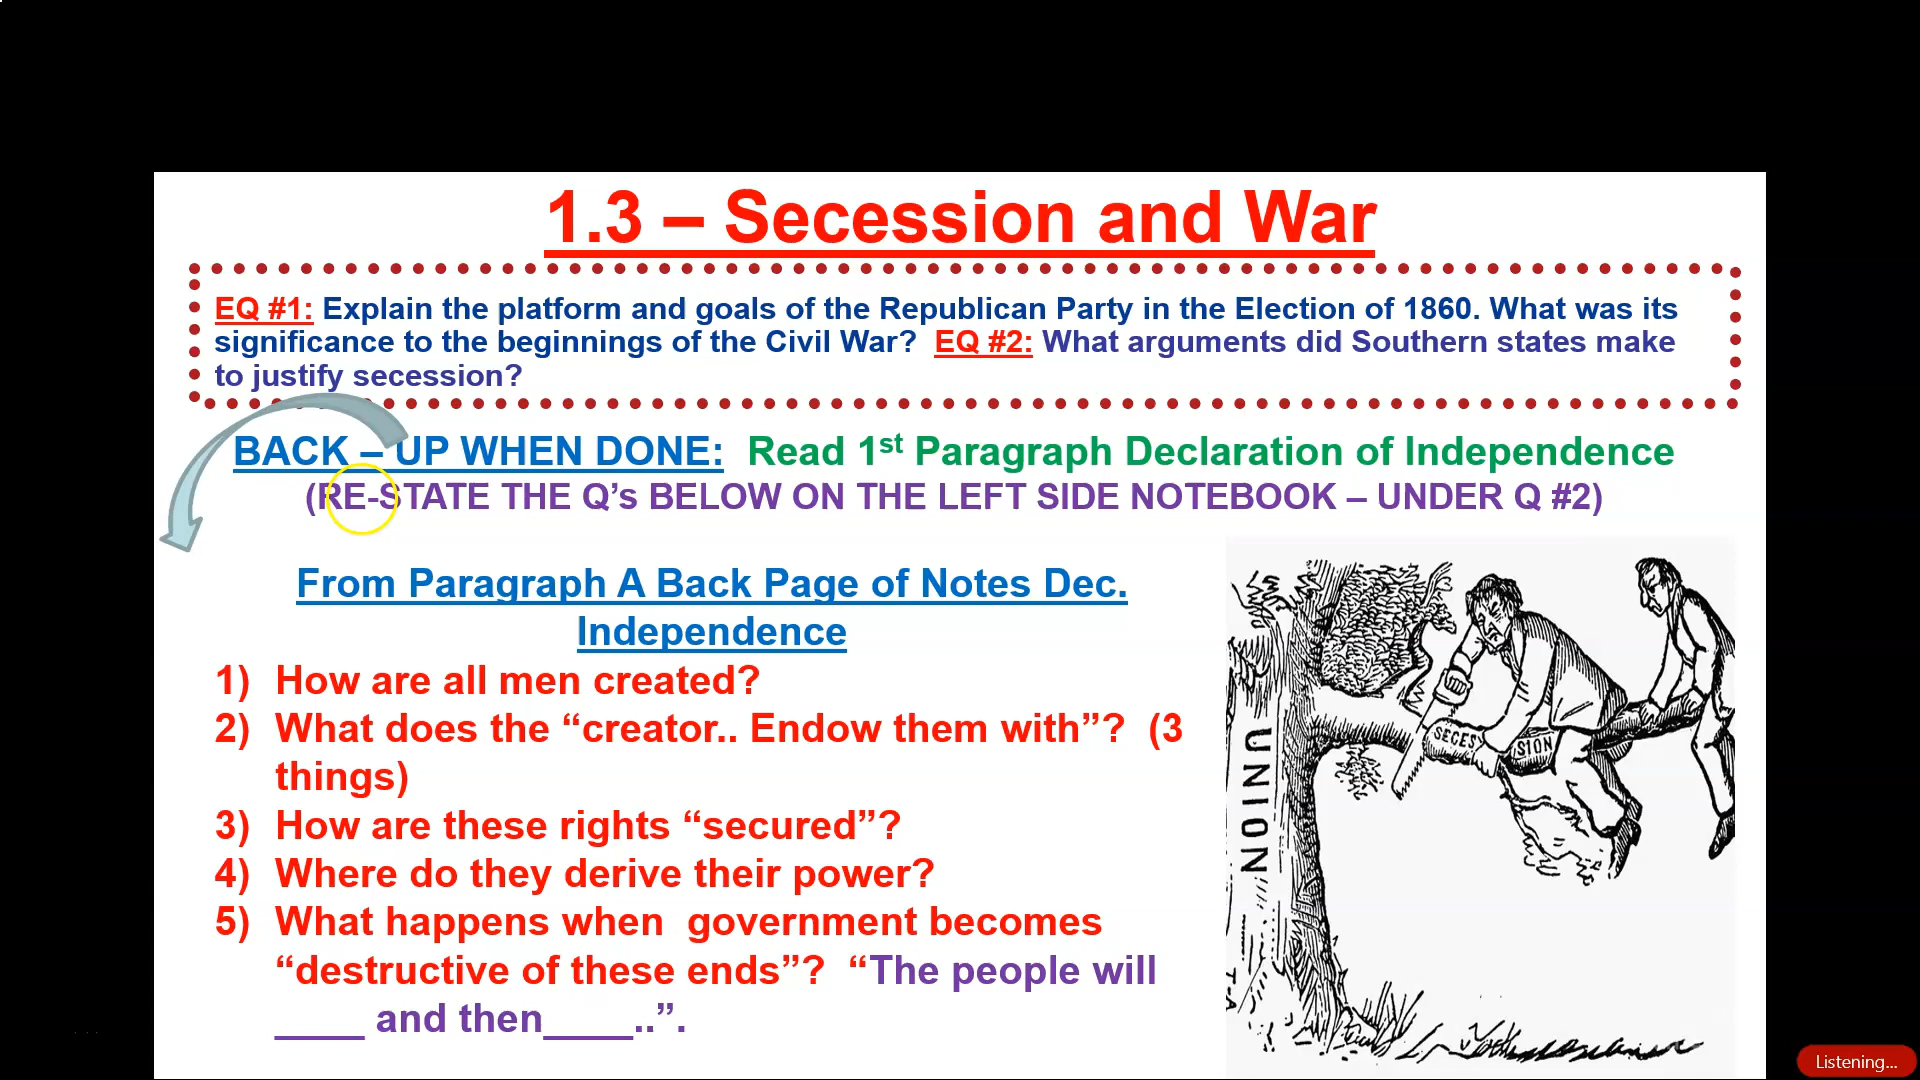 1.3 – Secession and War
EQ #1: Explain the platform and goals of the Republican Party in the Election of 1860. What was its
significance to the beginnings of the Civil War?  EQ #2: What arguments did Southern states make
to justify secession?
BACK – UP WHEN DONE:  Read 1st Paragraph Declaration of Independence
(RE-STATE THE Q’s BELOW ON THE LEFT SIDE NOTEBOOK – UNDER Q #2)
From Paragraph A Back Page of Notes Dec.
Independence
1) How are all men created?
2) What does the “creator.. Endow them with”?  (3
things)
3) How are these rights “secured”?
4) Where do they derive their power?
5) What happens when  government becomes
“destructive of these ends”?  “The people will
____ and then____..”.
UNION
SECES SION
Listening...